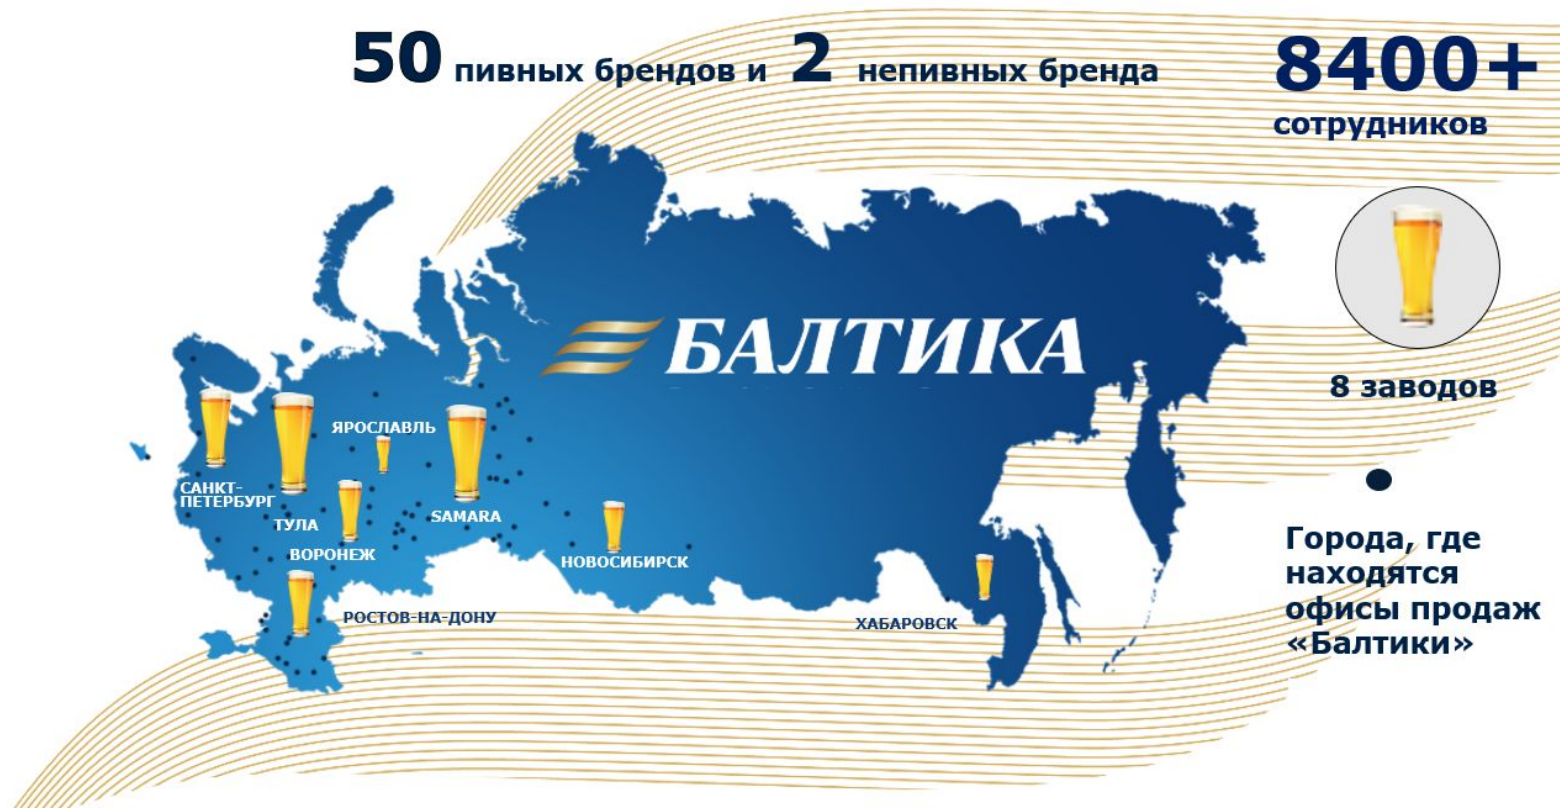 50 пивных брендов и 2 непивных бренда
8400+
сотрудников
БАЛТИКА
8 заводов
ЯРОСЛАВЛЬ
САНКТ-
ПЕТЕРБУРГ
ТУЛА
SAMARA
ВОРОНЕЖ
НОВОСИБИРСК
РОСТОВ-НА-ДОНУ
ХАБАРОВСК
Города, где
находятся
офисы продаж
«Балтики»